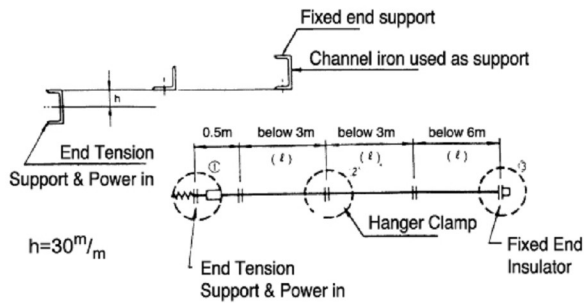 Fixed end support
Channel iron used as support
h
End Tension
Support & Power in
0.5m
below 3m
below 3m
below 6m
(ℓ)
(ℓ)
(ℓ)
①
2
3
Hanger Clamp
h=30m/m
End Tension
Support & Power in
Fixed End
Insulator